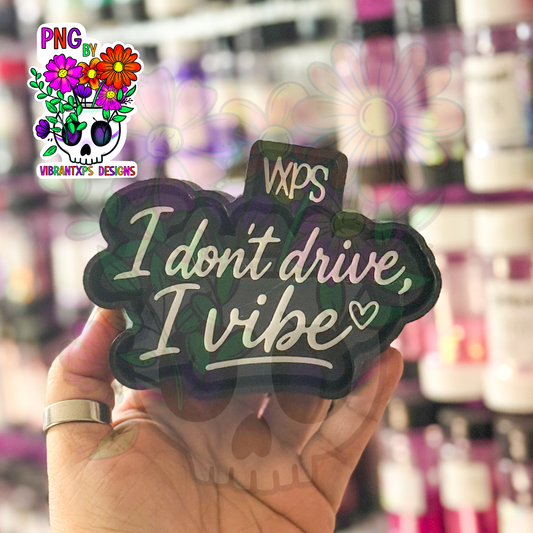 PNG BY
VIBRANTXPS DESIGNS
VXPS
I don't drive,
I vibe